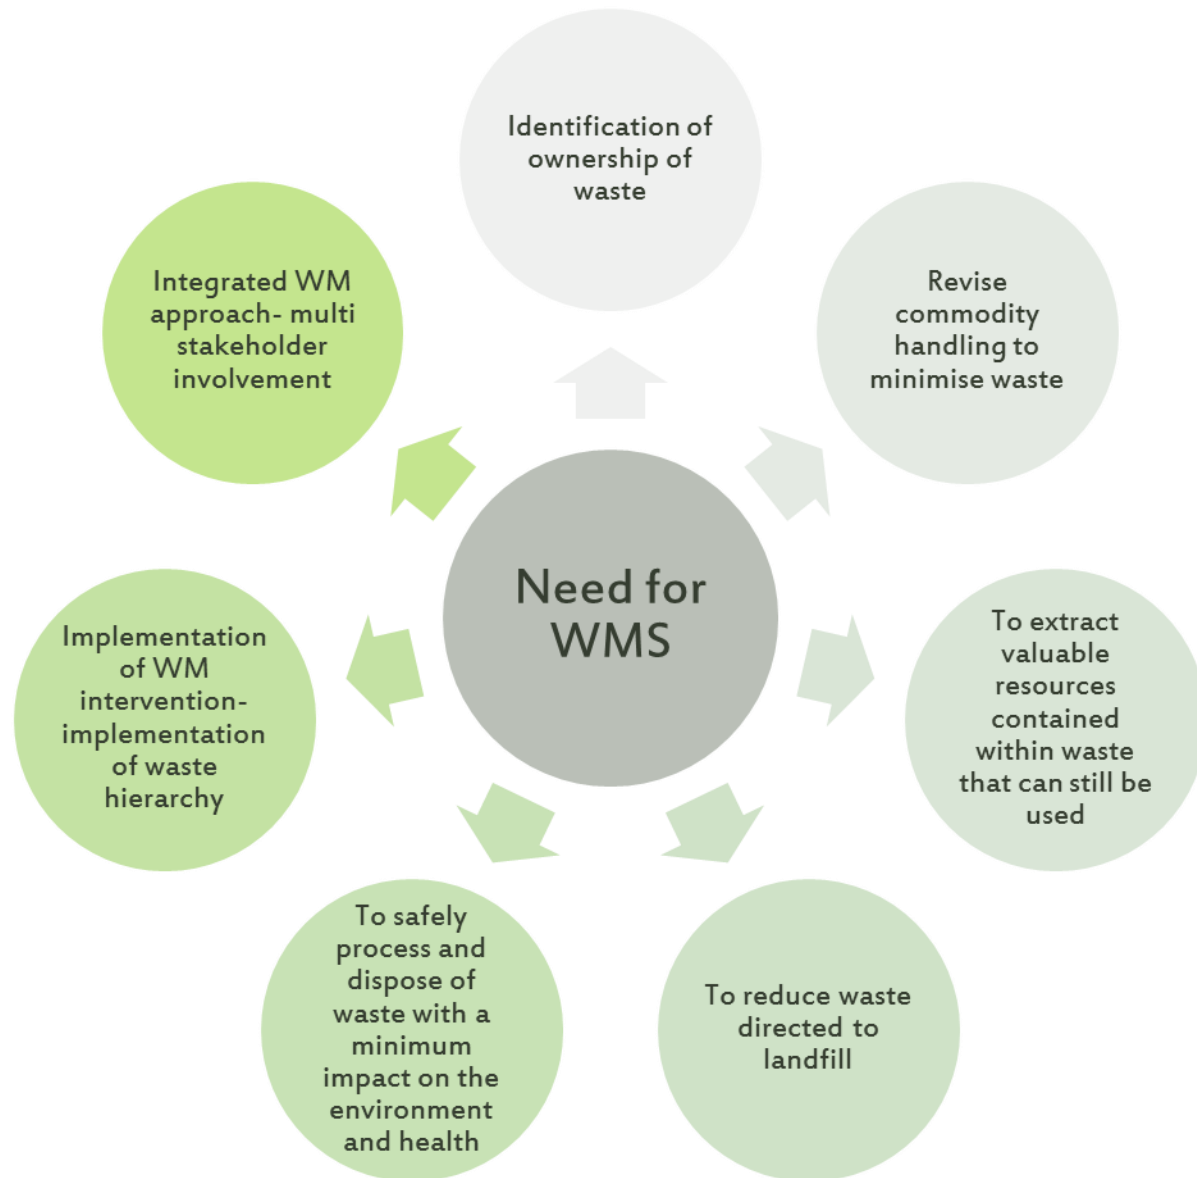 Identification of
ownership of
waste
Revise
commodity
handling to
minimise waste
To extract
valuable
resources
contained
within waste
that can still be
used
To reduce waste
directed to
landfill
To safely
process and
dispose of
waste with a
minimum
impact on the
environment
and health
Implementation
of WM
intervention-
implementation
of waste
hierarchy
Integrated WM
approach- multi
stakeholder
involvement
Need for
WMS